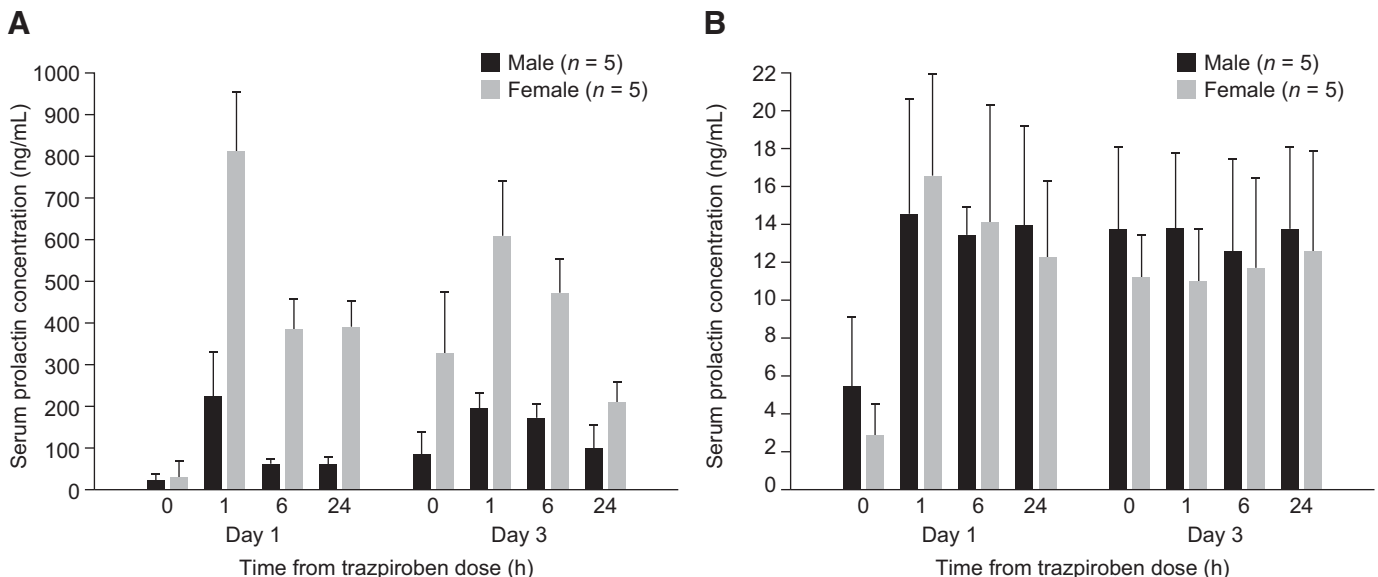 A
Male (n = 5)
Female (n = 5)
Serum prolactin concentration (ng/mL)
1000
900
800
700
600
500
400
300
200
100
0
0 1 6 24 0 1 6 24
Day 1 Day 3
Time from trazpiroben dose (h)
B
Male (n = 5)
Female (n = 5)
Serum prolactin concentration (ng/mL)
22
20
18
16
14
12
10
8
6
4
2
0
0 1 6 24 0 1 6 24
Day 1 Day 3
Time from trazpiroben dose (h)